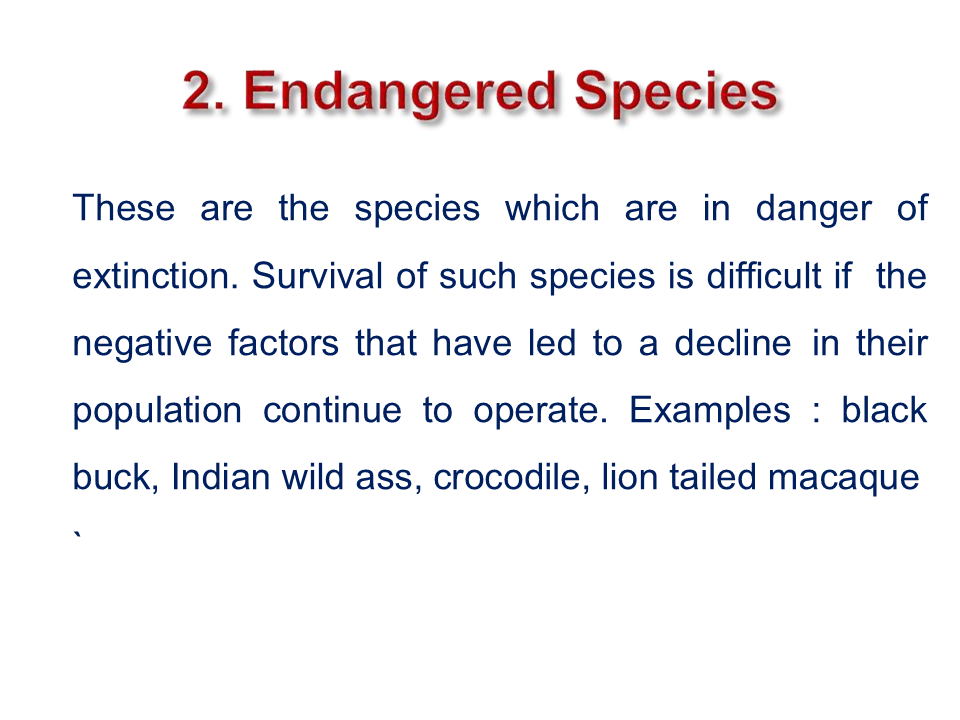 2. Endangered Species
These are the species which are in danger of
extinction. Survival of such species is difficult if  the
negative factors that have led to a decline in their
population continue to operate. Examples : black
buck, Indian wild ass, crocodile, lion tailed macaque
`